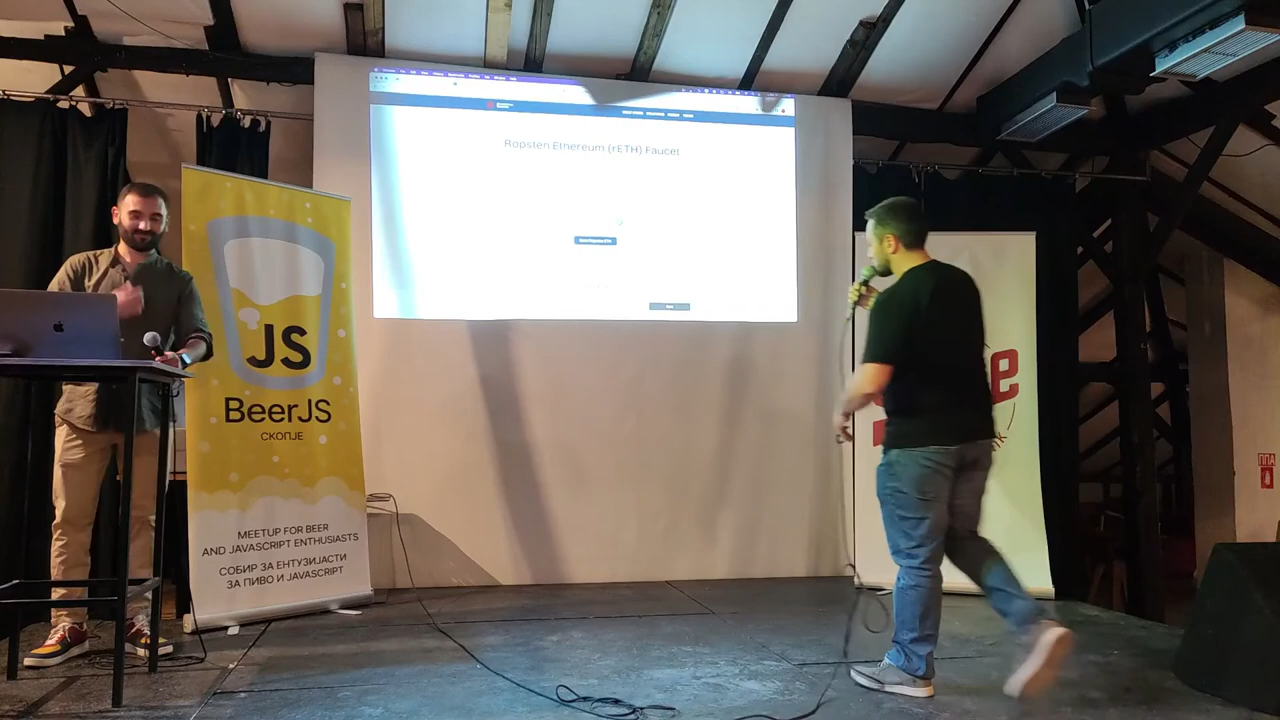 Ropsten Ethereum (rETH) Faucet
JS
BeerJS
СКОПЈЕ
MEETUP FOR BEER
AND JAVASCRIPT ENTHUSIASTS
СОБИР ЗА ЕНТУЗИЈАСТИ
ЗА ПИВО И JAVASCRIPT
e
ППА